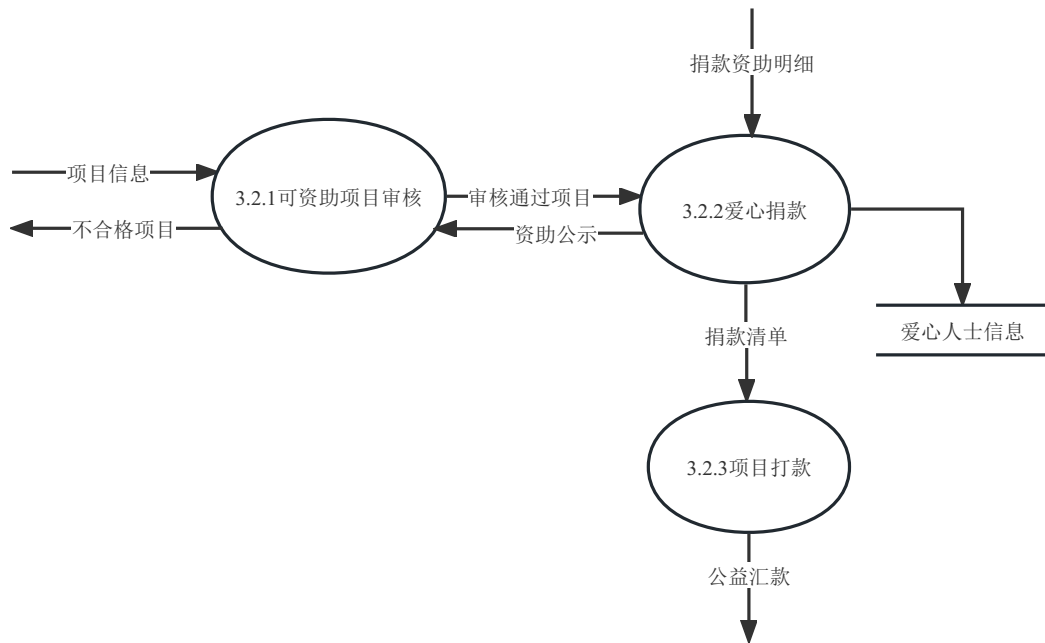 捐款资助明细
项目信息
3.2.1可资助项目审核
审核通过项目
3.2.2爱心捐款
不合格项目
资助公示
捐款清单
爱心人士信息
3.2.3项目打款
公益汇款